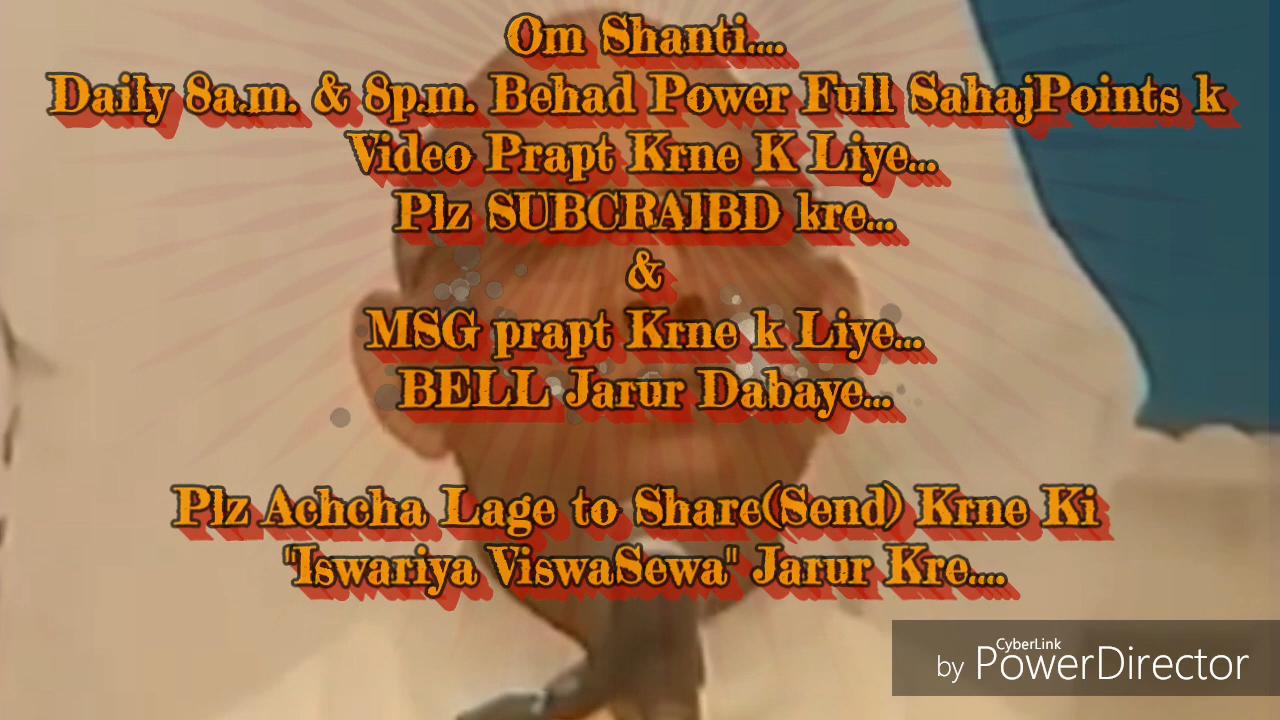 Om Shanti....
Daily 8a.m. & 8p.m. Behad Power Full SahajPoints k
Video Prapt Krne K Liye...
Plz SUBCRAIBD kre...
&
MSG prapt Krne k Liye...
BELL Jarur Dabaye...
Plz Achcha Lage to Share(Send) Krne Ki
"Iswariya ViswaSewa" Jarur Kre....
by CyberLink PowerDirector